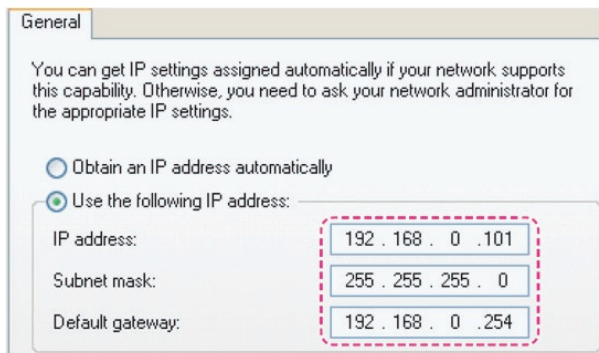 General
You can get IP settings assigned automatically if your network supports
this capability. Otherwise, you need to ask your network administrator for
the appropriate IP settings.
Obtain an IP address automatically
Use the following IP address:
IP address: 192 . 168 . 0 .101
Subnet mask: 255 . 255 . 255 . 0
Default gateway: 192 . 168 . 0 .254